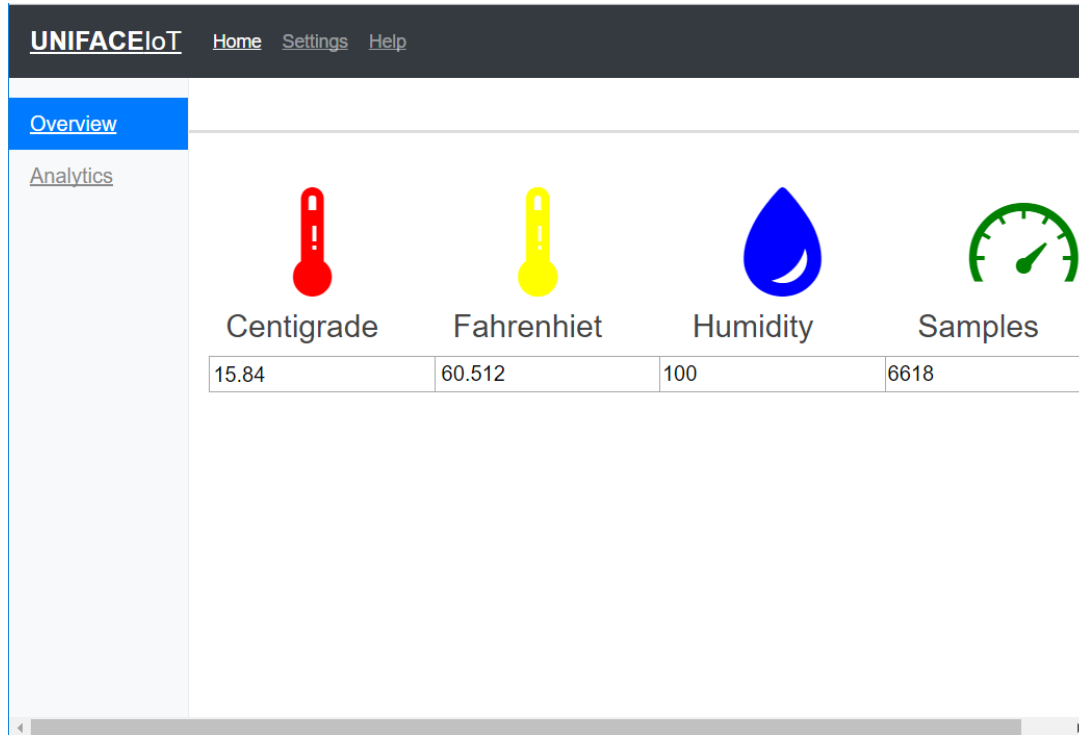 UNIFACEIoT Home Settings Help
Overview
Analytics
Centigrade Fahrenhiet Humidity Samples
15.84 60.512 100 6618